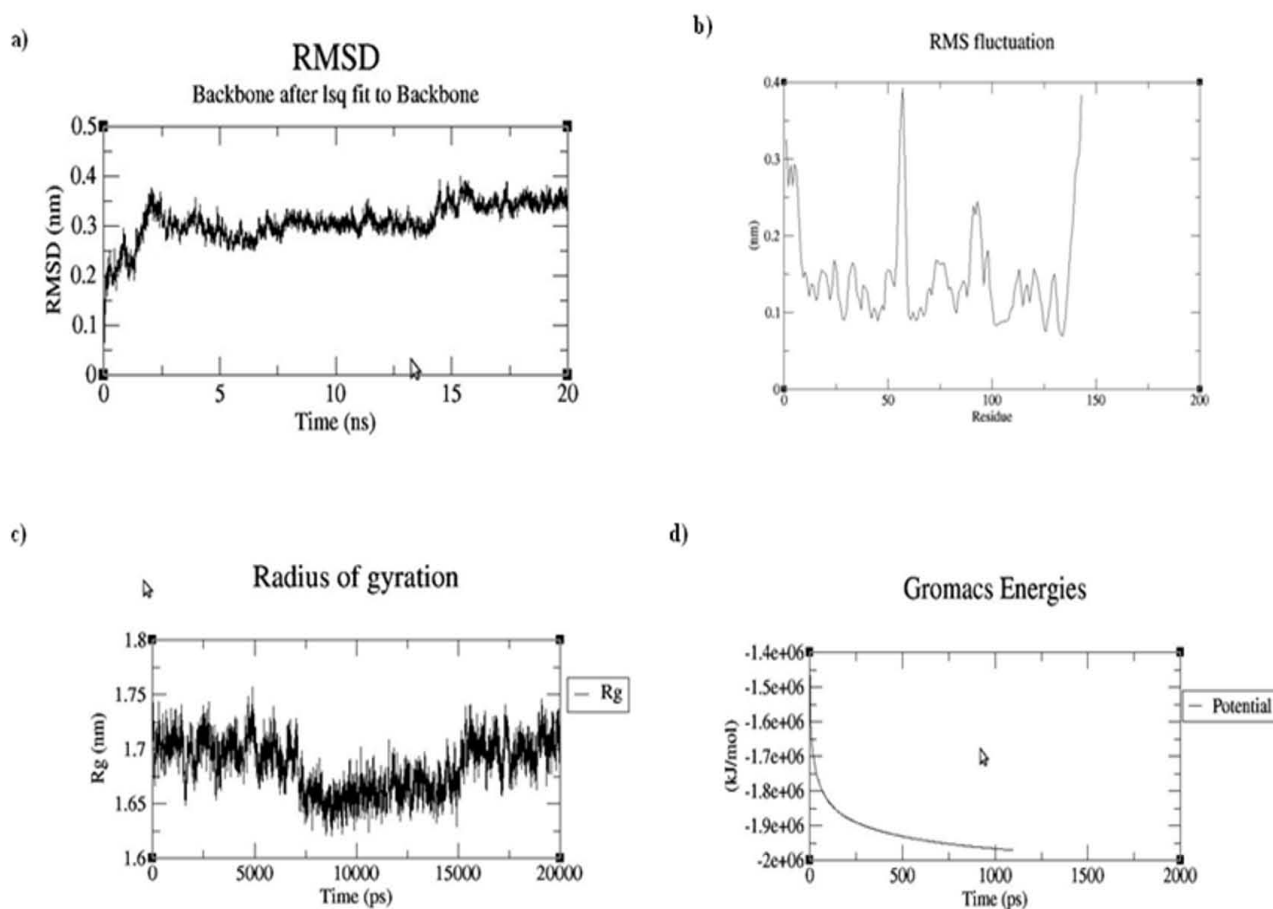 a)
RMSD
Backbone after lsq fit to Backbone
0.5
0.4
0.3
0.2
0.1
0
RMSD (nm)
0 5 10 15 20
Time (ns)
b)
RMS fluctuation
0.4
0.3
0.2
0.1
0
(nm)
0 50 100 150 200
Residue
c)
Radius of gyration
1.8
1.75
1.7
1.65
1.6
Rg (nm)
Rg
0 5000 10000 15000 20000
Time (ps)
d)
Gromacs Energies
-1.4e+06
-1.5e+06
-1.6e+06
-1.7e+06
-1.8e+06
-1.9e+06
-2e+06
(kJ/mol)
Potential
0 500 1000 1500 2000
Time (ps)